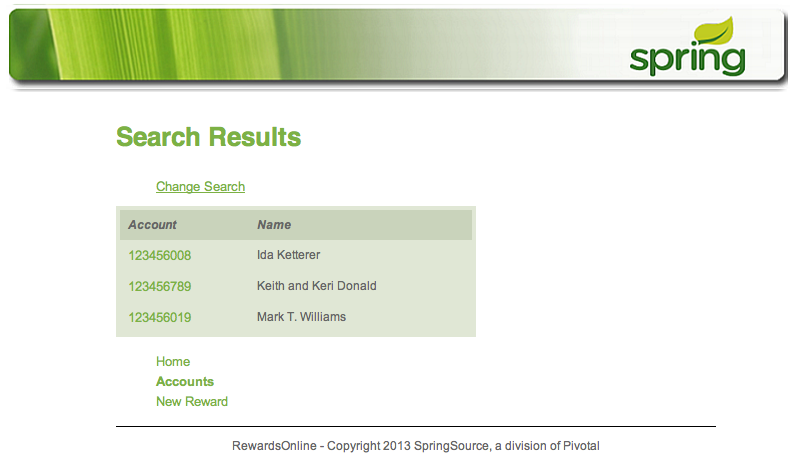 spring
Search Results
Change Search
Account Name
123456008 Ida Ketterer
123456789 Keith and Keri Donald
123456019 Mark T. Williams
Home
Accounts
New Reward
RewardsOnline - Copyright 2013 SpringSource, a division of Pivotal